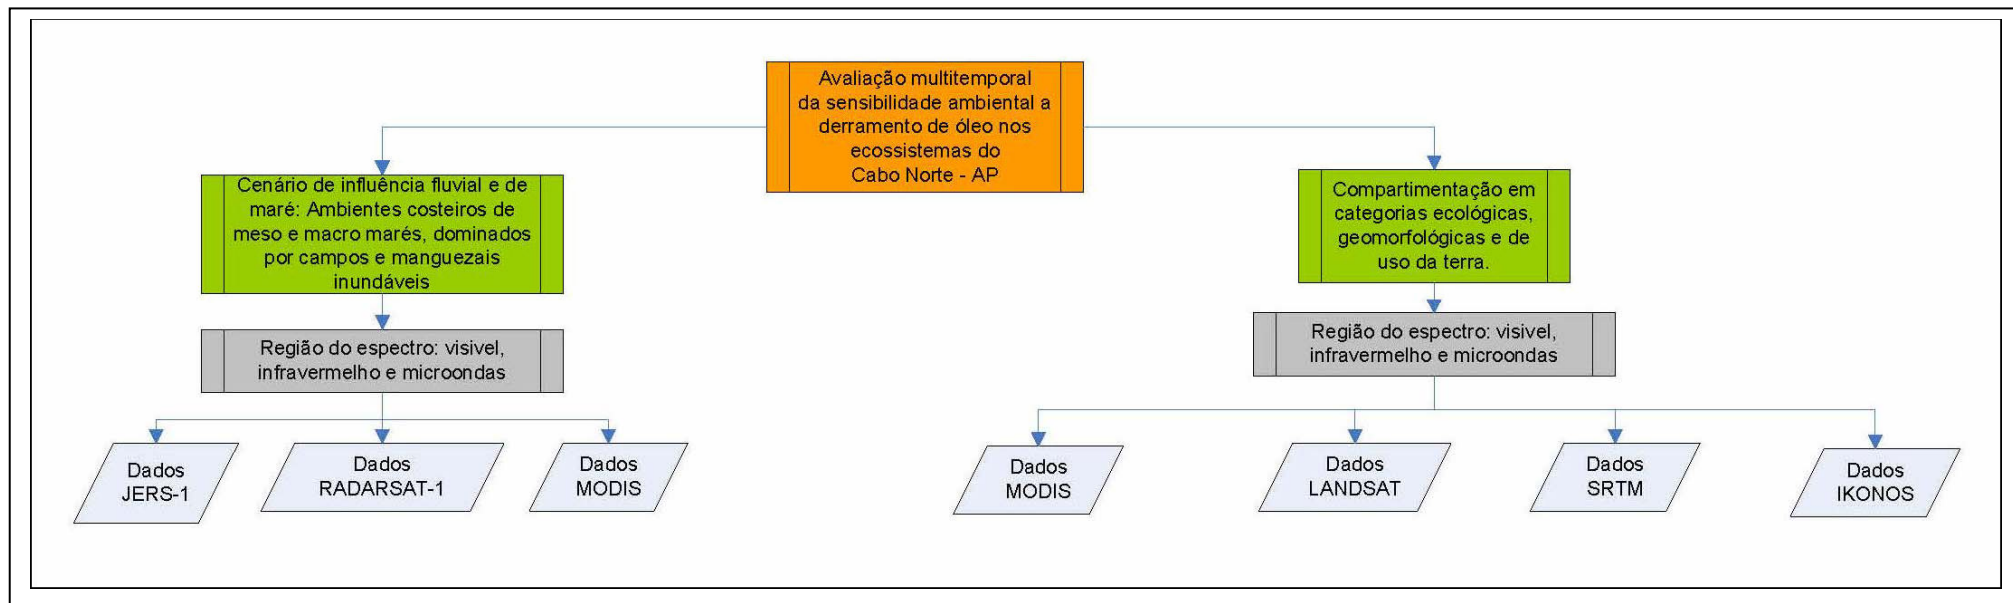 Avaliação multitemporal
da sensibilidade ambiental a
derramento de óleo nos
ecossistemas do
Cabo Norte - AP
Cenário de influência fluvial e de
maré: Ambientes costeiros de
meso e macro marés, dominados
por campos e manguezais
inundáveis
Compartimentação em
categorias ecológicas,
geomorfológicas e de
uso da terra.
Região do espectro: visivel,
infravermelho e microondas
Região do espectro: visivel,
infravermelho e microondas
Dados
JERS-1
Dados
RADARSAT-1
Dados
MODIS
Dados
MODIS
Dados
LANDSAT
Dados
SRTM
Dados
IKONOS